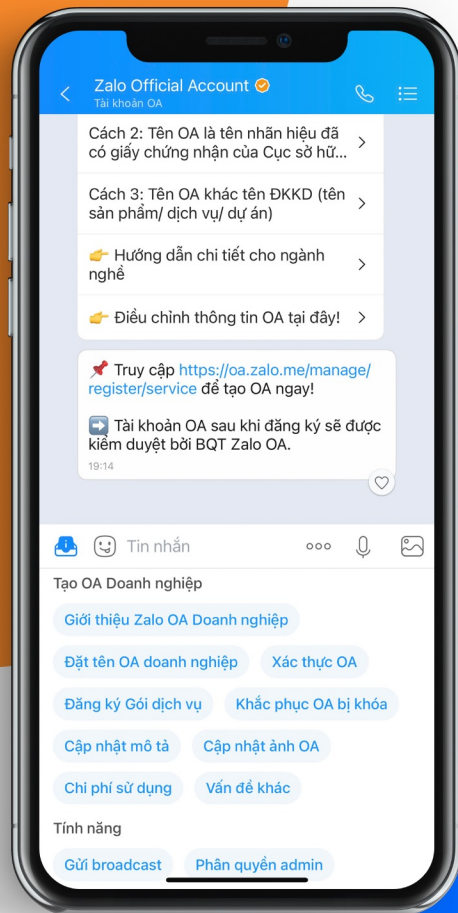 Zalo Official Account
Tài khoản OA
Cách 2: Tên OA là tên nhãn hiệu đã
có giấy chứng nhận của Cục sở hữ...
Cách 3: Tên OA khác tên ĐKKD (tên
sản phẩm/ dịch vụ/ dự án)
👉 Hướng dẫn chi tiết cho ngành
nghề
👉 Điều chỉnh thông tin OA tại đây!
📌 Truy cập https://oa.zalo.me/manage/
register/service để tạo OA ngay!
➡️ Tài khoản OA sau khi đăng ký sẽ được
kiểm duyệt bởi BQT Zalo OA.
19:14
Tin nhắn
Tạo OA Doanh nghiệp
Giới thiệu Zalo OA Doanh nghiệp
Đặt tên OA doanh nghiệp Xác thực OA
Đăng ký Gói dịch vụ Khắc phục OA bị khóa
Cập nhật mô tả Cập nhật ảnh OA
Chi phí sử dụng Vấn đề khác
Tính năng
Gửi broadcast Phân quyền admin